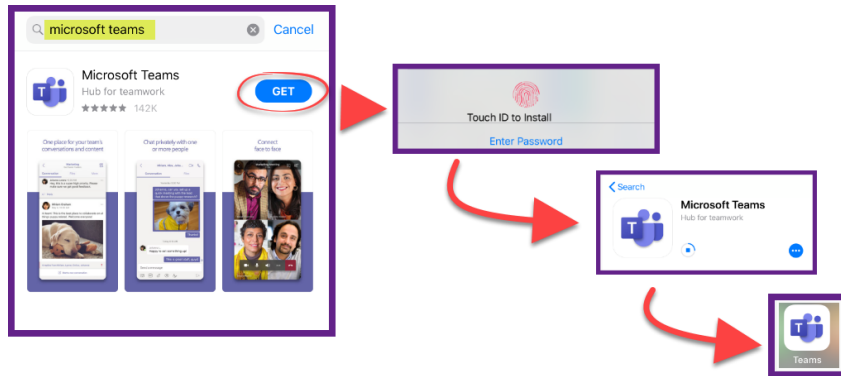 microsoft teams
Cancel
Microsoft Teams
Hub for teamwork
142K
GET
One place for your team's
conversations and content
Chat privately with one
or more people
Connect
face to face
Touch ID to Install
Enter Password
Search
Microsoft Teams
Hub for teamwork
T
Teams